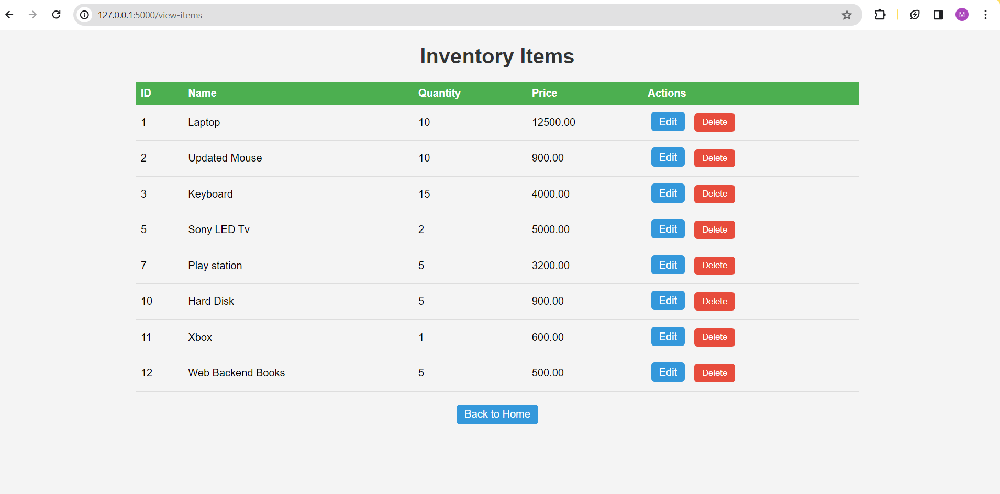 127.0.0.1:5000/view-items
M
Inventory Items
ID Name Quantity Price Actions
1 Laptop 10 12500.00 Edit Delete
2 Updated Mouse 10 900.00 Edit Delete
3 Keyboard 15 4000.00 Edit Delete
5 Sony LED Tv 2 5000.00 Edit Delete
7 Play station 5 3200.00 Edit Delete
10 Hard Disk 5 900.00 Edit Delete
11 Xbox 1 600.00 Edit Delete
12 Web Backend Books 5 500.00 Edit Delete
Back to Home